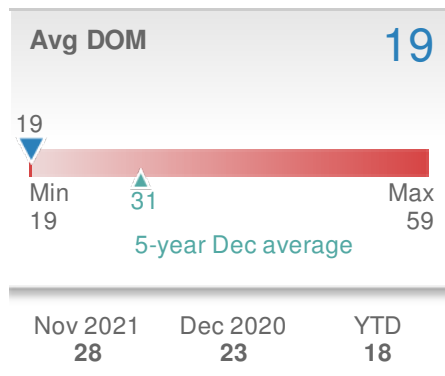 Avg DOM 19
19
Min Max
19 31 59
5-year Dec average
Nov 2021 Dec 2020 YTD
28 23 18